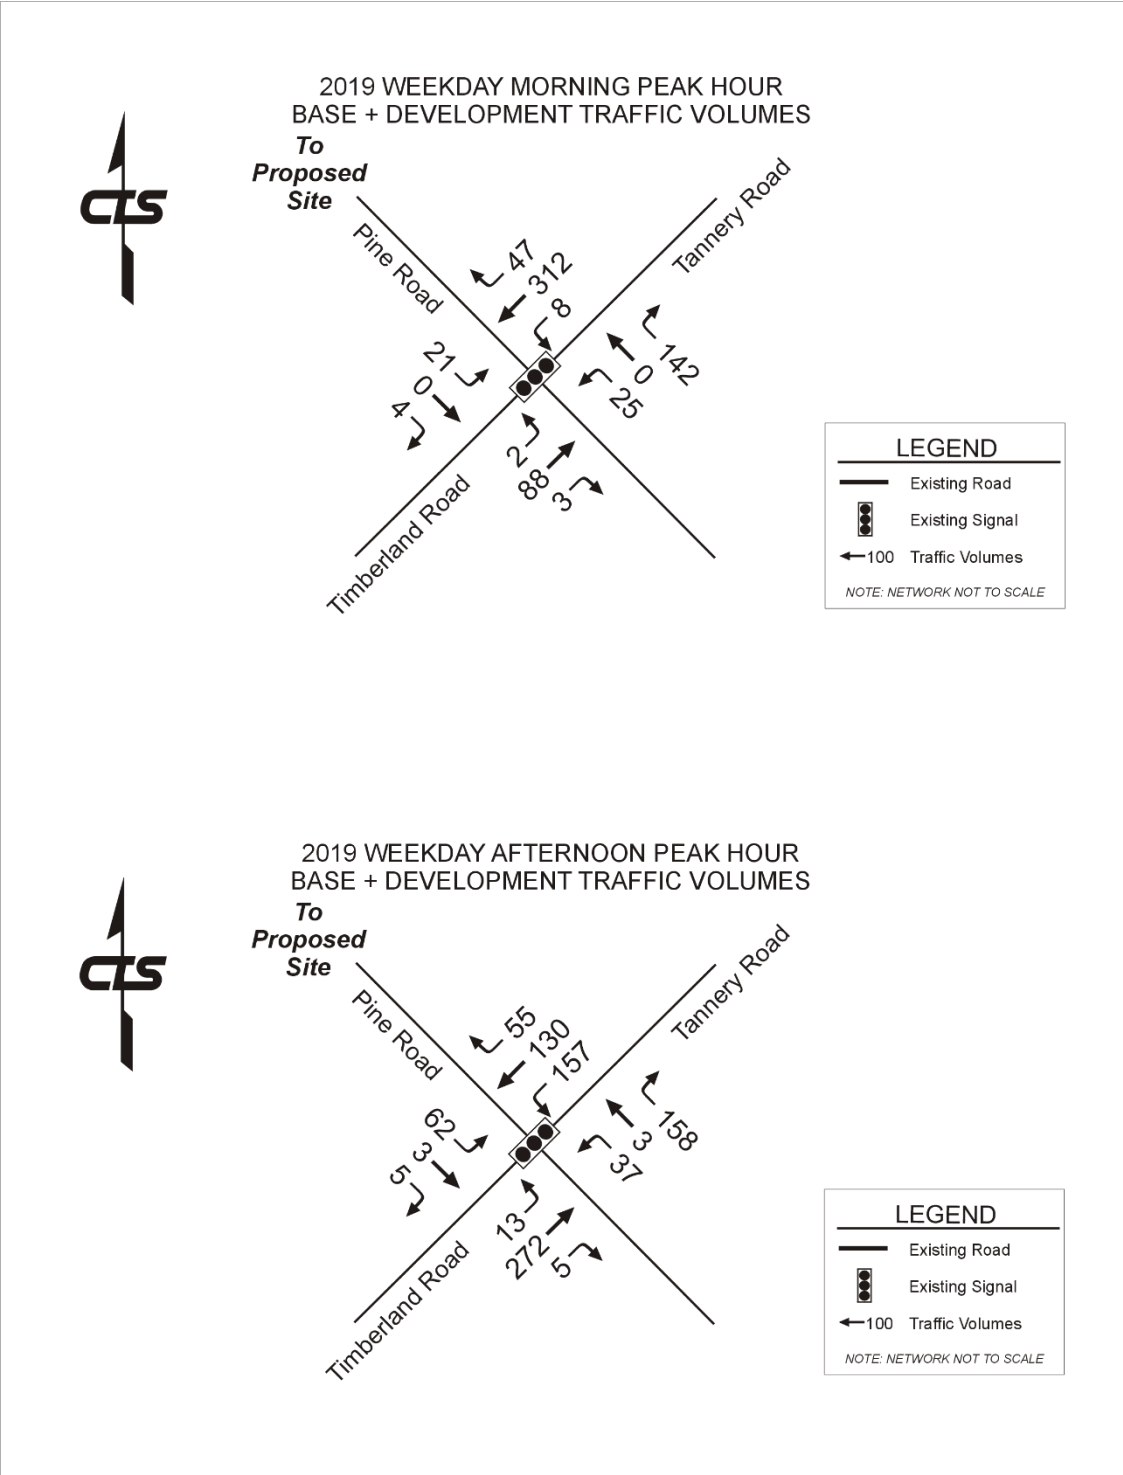 2019 WEEKDAY MORNING PEAK HOUR
BASE + DEVELOPMENT TRAFFIC VOLUMES
To
Proposed
Site
CTS
Pine Road
Tannery Road
47
312
8
21
0
4
142
0
25
2
88
3
Timberland Road
LEGEND
Existing Road
Existing Signal
100 Traffic Volumes
NOTE: NETWORK NOT TO SCALE
2019 WEEKDAY AFTERNOON PEAK HOUR
BASE + DEVELOPMENT TRAFFIC VOLUMES
To
Proposed
Site
CTS
Pine Road
Tannery Road
55
130
157
62
3
5
158
3
37
13
272
5
Timberland Road
LEGEND
Existing Road
Existing Signal
100 Traffic Volumes
NOTE: NETWORK NOT TO SCALE